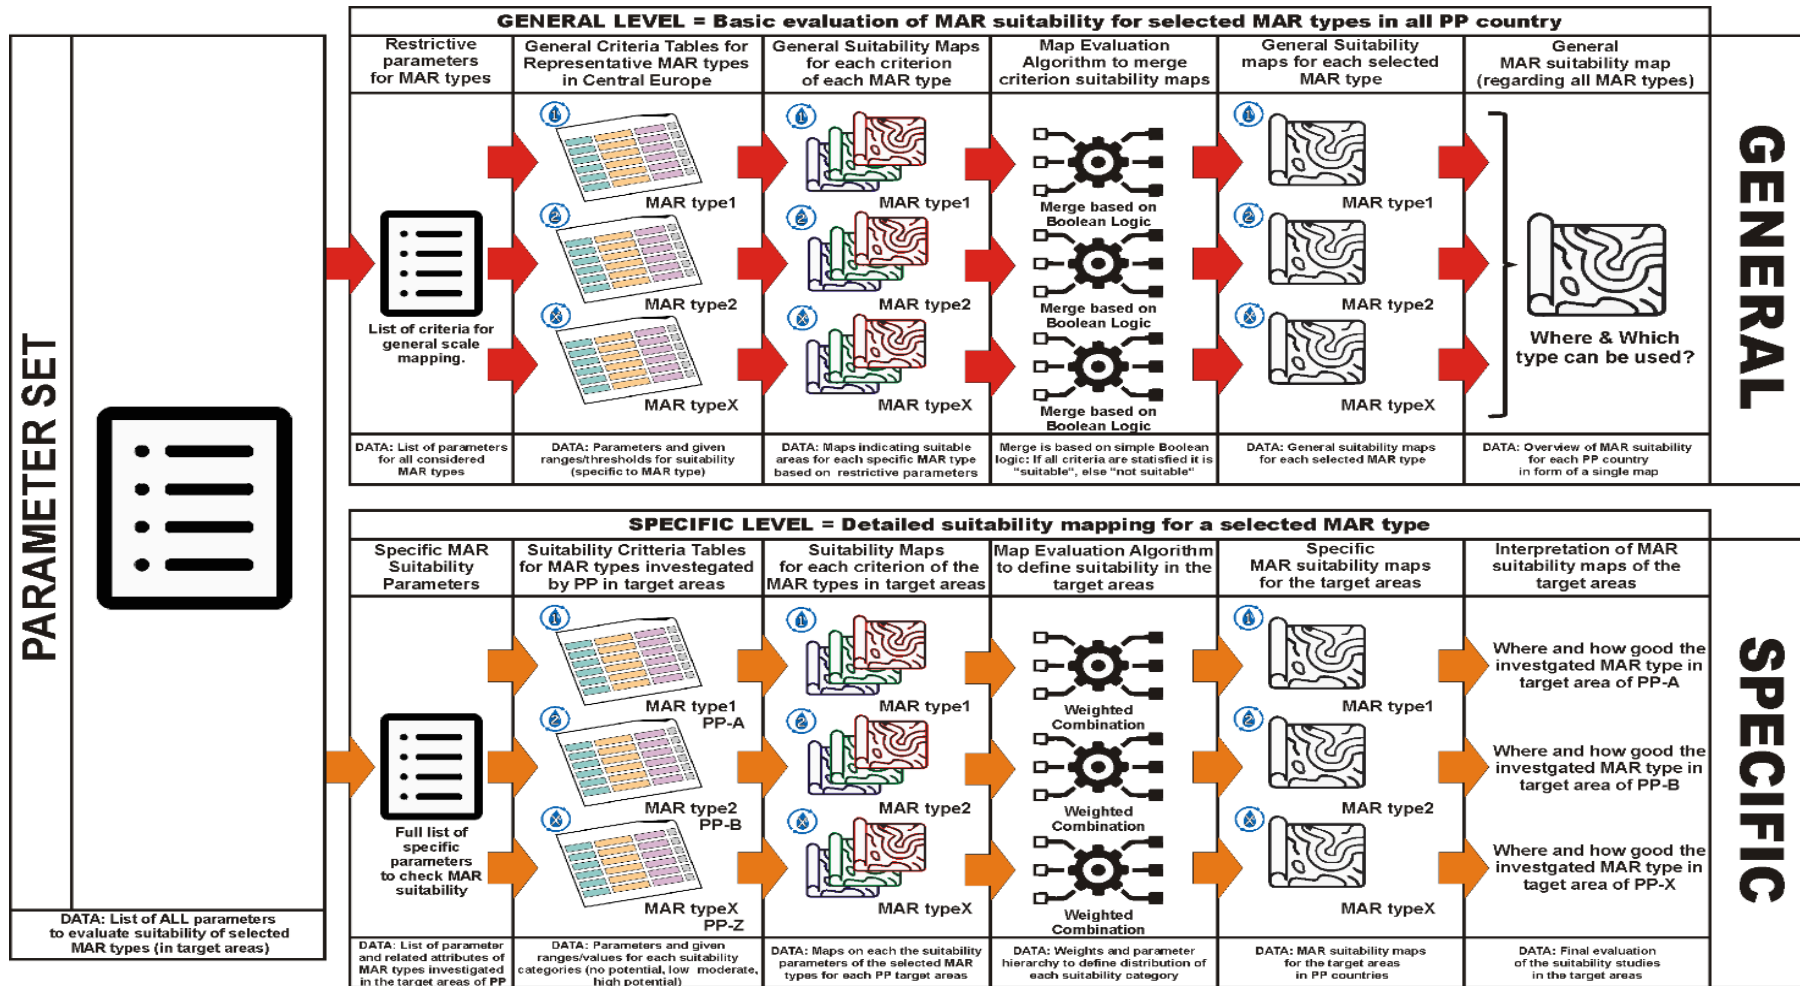 PARAMETER SET
DATA: List of ALL parameters
to evaluate suitability of selected
MAR types (in target areas)
GENERAL LEVEL = Basic evaluation of MAR suitability for selected MAR types in all PP country
Restrictive
parameters
for MAR types
General Criteria Tables for
Representative MAR types
in Central Europe
General Suitability Maps
for each criterion
of each MAR type
Map Evaluation
Algorithm to merge
criterion suitability maps
General Suitability
maps for each selected
MAR type
General
MAR suitability map
(regarding all MAR types)
List of criteria for
general scale
mapping.
1
MAR type1
2
MAR type2
X
MAR typeX
1
MAR type1
2
MAR type2
X
MAR typeX
Merge based on
Boolean Logic
Merge based on
Boolean Logic
Merge based on
Boolean Logic
1
MAR type1
2
MAR type2
X
MAR typeX
Where & Which
type can be used?
DATA: List of parameters
for all considered
MAR types
DATA: Parameters and given
ranges/thresholds for suitability
(specific to MAR type)
DATA: Maps indicating suitable
areas for each specific MAR type
based on restrictive parameters
Merge is based on simple Boolean
logic: If all criteria are statisfied it is
"suitable", else "not suitable"
DATA: General suitability maps
for each selected MAR type
DATA: Overview of MAR suitability
for each PP country
in form of a single map
GENERAL
SPECIFIC LEVEL = Detailed suitability mapping for a selected MAR type
Specific MAR
Suitability
Parameters
Suitability Crtiteria Tables
for MAR types investegated
by PP in target areas
Suitability Maps
for each criterion of the
MAR types in target areas
Map Evaluation Algorithm
to define suitability in the
target areas
Specific
MAR suitability maps
for the target areas
Interpretation of MAR
suitability maps of the
target areas
Full list of
specific
parameters
to check MAR
suitability
1
MAR type1
PP-A
2
MAR type2
PP-B
X
MAR typeX
PP-Z
1
MAR type1
2
MAR type2
X
MAR typeX
Weighted
Combination
Weighted
Combination
Weighted
Combination
1
MAR type1
2
MAR type2
X
MAR typeX
Where and how good the
investgated MAR type in
target area of PP-A
Where and how good the
investgated MAR type in
target area of PP-B
Where and how good the
investgated MAR type in
taget area of PP-X
DATA: List of parameter
and related attributes of
MAR types investigated
in the target areas of PP
DATA: Parameters and given
ranges/values for each suitability
categories (no potential, low moderate,
high potential)
DATA: Maps on each the suitability
parameters of the selected MAR
types for each PP target areas
DATA: Weights and parameter
hierarchy to define distribution of
each suitability category
DATA: MAR suitability maps
for the target areas
in PP countries
DATA: Final evaluation
of the suitability studies
in the target areas
SPECIFIC